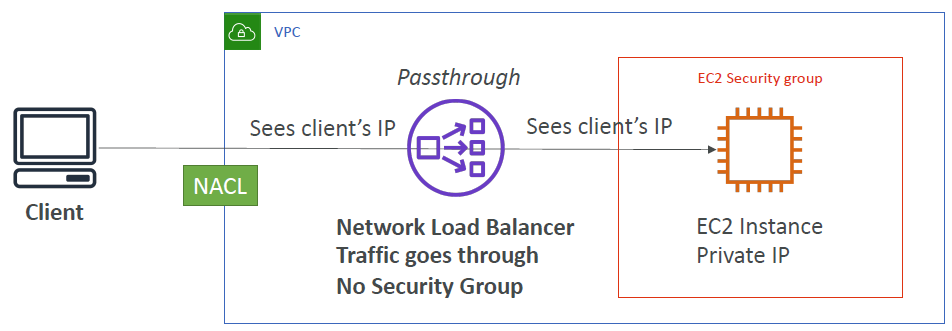 VPC
Passthrough
EC2 Security group
Sees client's IP
Sees client's IP
NACL
Client
Network Load Balancer
Traffic goes through
No Security Group
EC2 Instance
Private IP